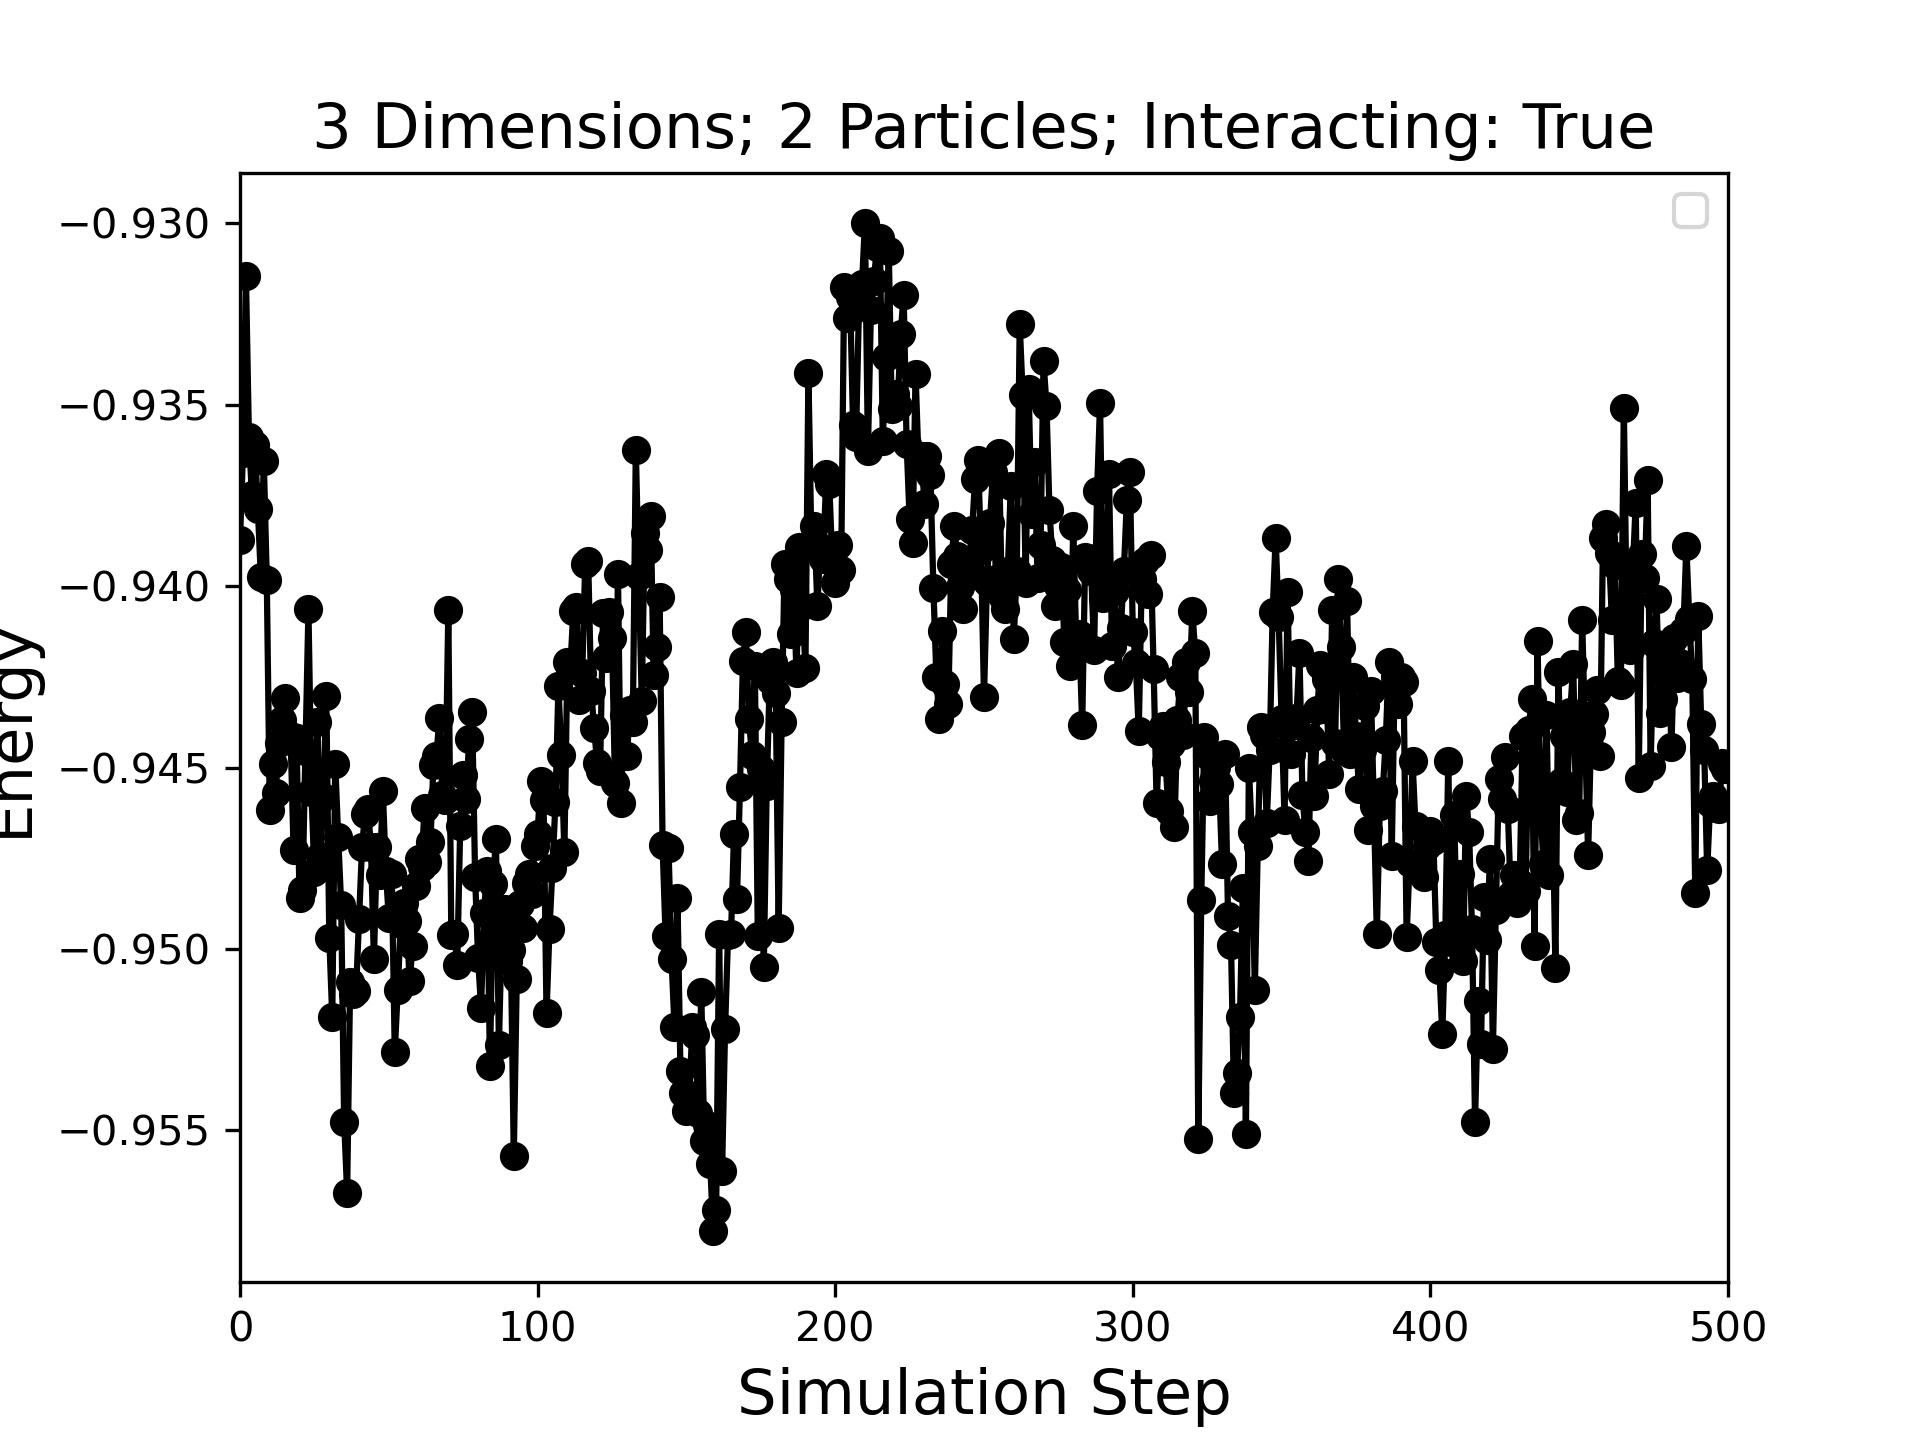 3 Dimensions; 2 Particles; Interacting: True
−0.930
−0.935
−0.940
−0.945
−0.950
−0.955
Energy
0 100 200 300 400 500
Simulation Step